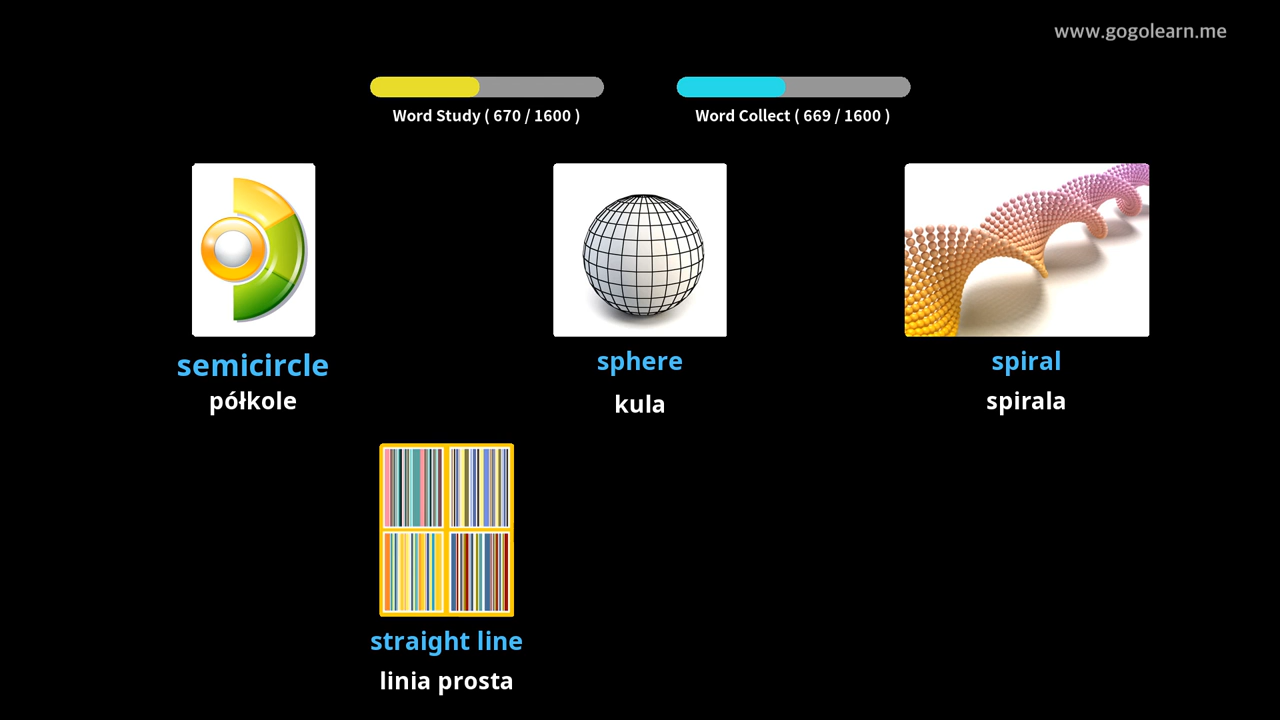 www.gogolearn.me
Word Study ( 670 / 1600 )
Word Collect ( 669 / 1600 )
semicircle
półkole
sphere
kula
spiral
spirala
straight line
linia prosta